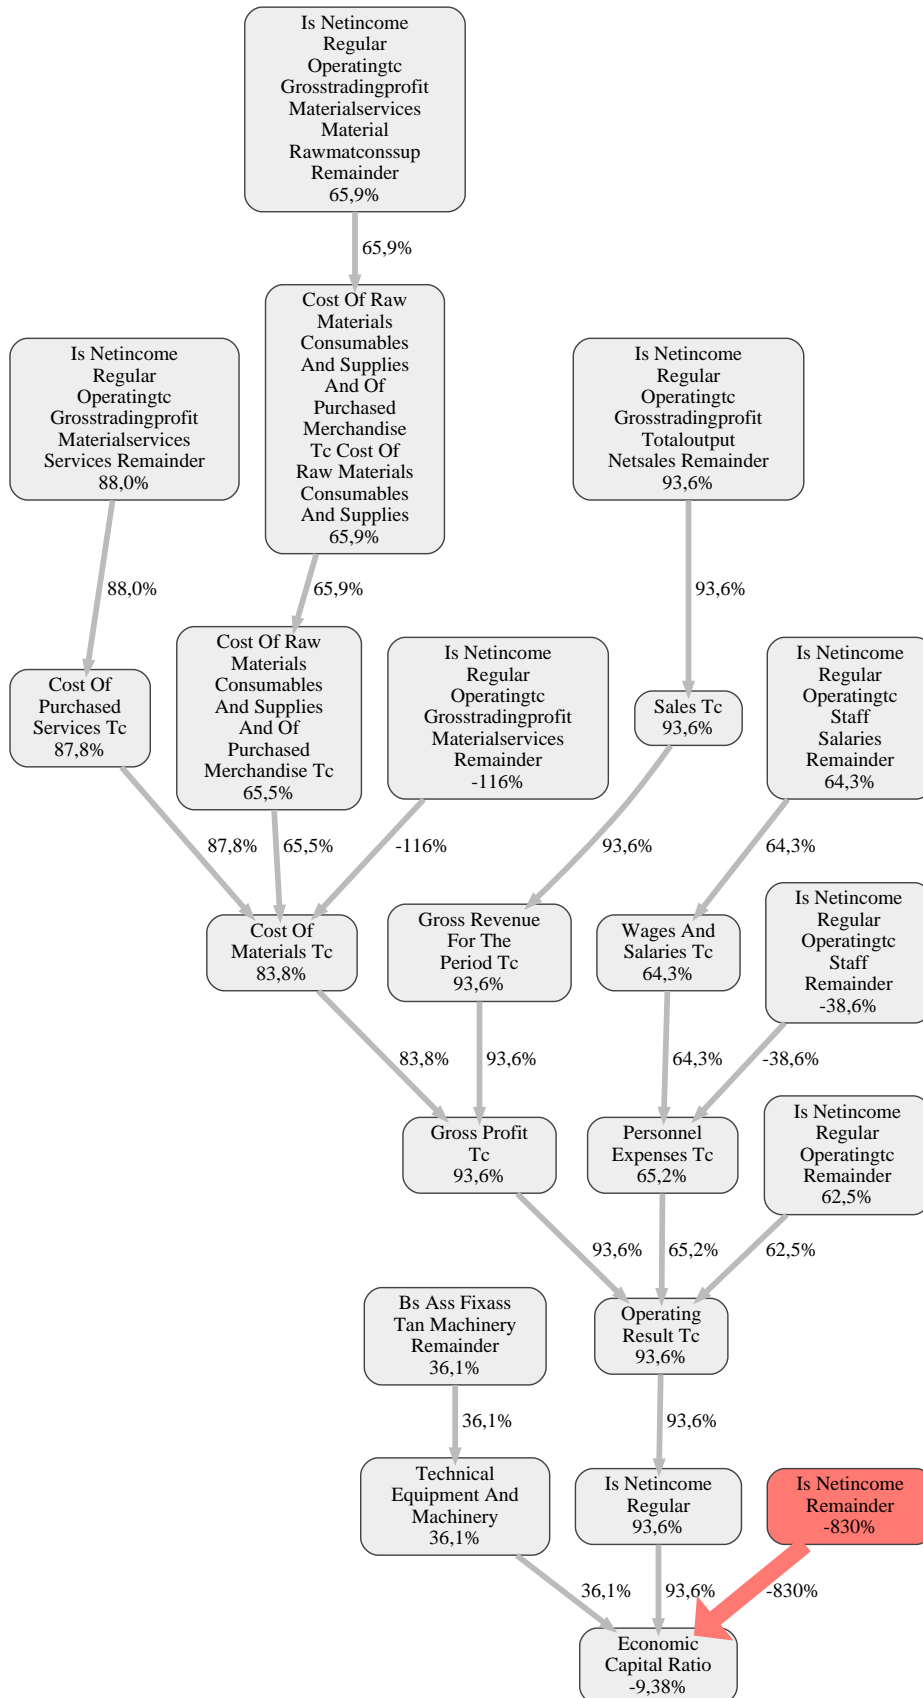 Is Netincome
Regular
Operatingtc
Grosstradingprofit
Materialservices
Material
Rawmatconssup
Remainder
65,9%
65,9%
Cost Of Raw
Materials
Consumables
And Supplies
And Of
Purchased
Merchandise
Tc Cost Of
Raw Materials
Consumables
And Supplies
65,9%
Is Netincome
Regular
Operatingtc
Grosstradingprofit
Materialservices
Services Remainder
88,0%
Is Netincome
Regular
Operatingtc
Grosstradingprofit
Totaloutput
Netsales Remainder
93,6%
88,0%
65,9%
93,6%
Cost Of
Purchased
Services Tc
87,8%
Cost Of Raw
Materials
Consumables
And Supplies
And Of
Purchased
Merchandise Tc
65,5%
Is Netincome
Regular
Operatingtc
Grosstradingprofit
Materialservices
Remainder
-116%
Sales Tc
93,6%
Is Netincome
Regular
Operatingtc
Staff
Salaries
Remainder
64,3%
87,8%
65,5%
-116%
93,6%
64,3%
Cost Of
Materials Tc
83,8%
Gross Revenue
For The
Period Tc
93,6%
Wages And
Salaries Tc
64,3%
Is Netincome
Regular
Operatingtc
Staff
Remainder
-38,6%
83,8%
93,6%
64,3%
-38,6%
Gross Profit
Tc
93,6%
Personnel
Expenses Tc
65,2%
Is Netincome
Regular
Operatingtc
Remainder
62,5%
93,6%
65,2%
62,5%
Bs Ass Fixass
Tan Machinery
Remainder
36,1%
Operating
Result Tc
93,6%
36,1%
93,6%
Technical
Equipment And
Machinery
36,1%
Is Netincome
Regular
93,6%
Is Netincome
Remainder
-830%
36,1%
93,6%
-830%
Economic
Capital Ratio
-9,38%